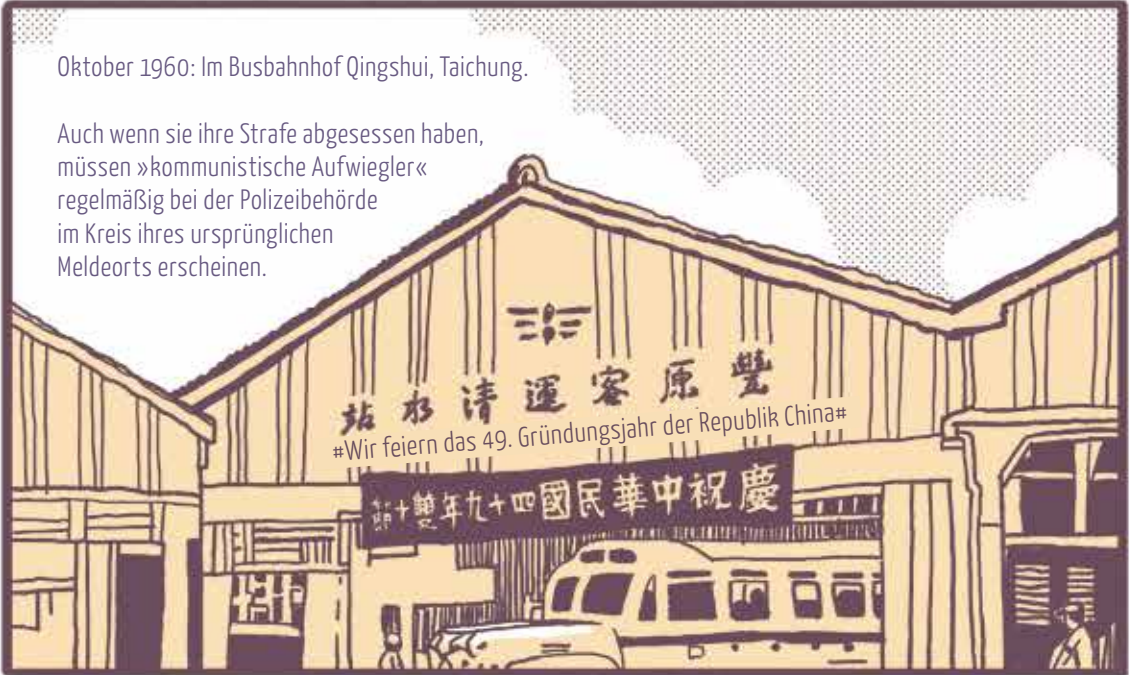 Oktober 1960: Im Busbahnhof Qingshui, Taichung.
Auch wenn sie ihre Strafe abgesessen haben,
müssen »kommunistische Aufwiegler«
regelmäßig bei der Polizeibehörde
im Kreis ihres ursprünglichen
Meldeorts erscheinen.
豐原客運清水站
#Wir feiern das 49. Gründungsjahr der Republik China#
慶祝中華民國四十九年雙十節